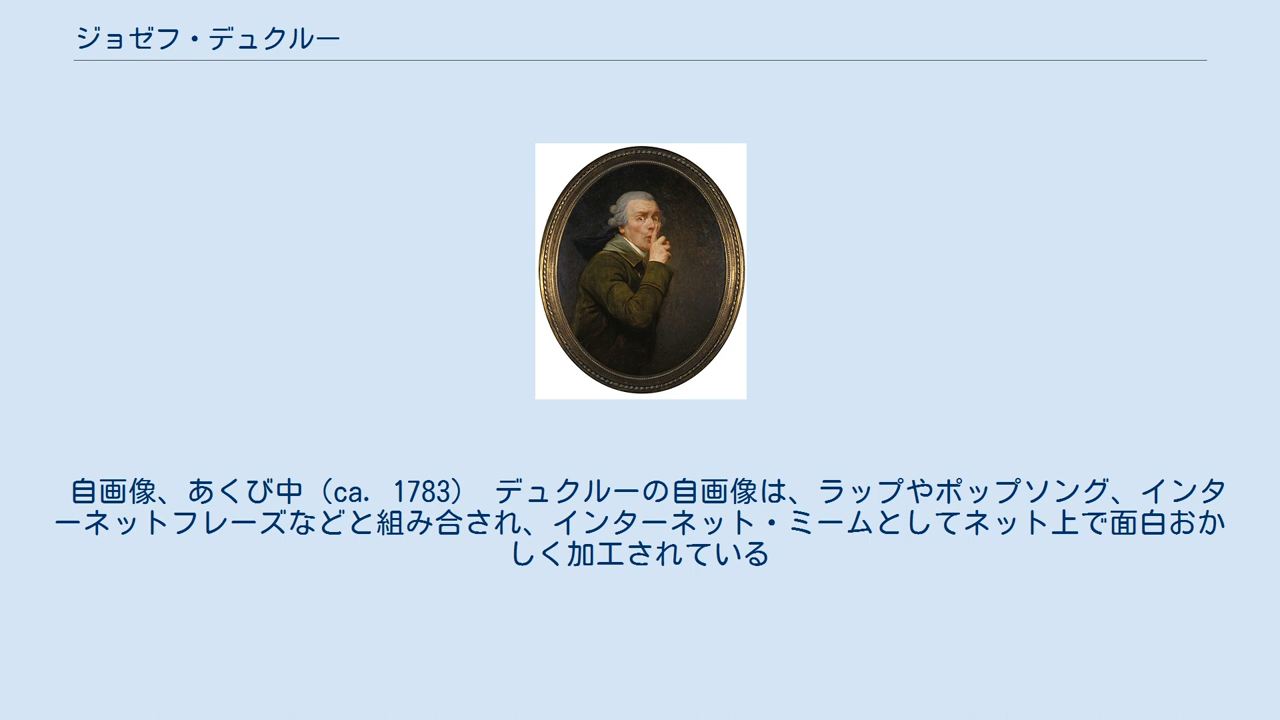 ジョゼフ・デュクルー
自画像、あくび中（ca. 1783） デュクルーの自画像は、ラップやポップソング、インタ
ーネットフレーズなどと組み合され、インターネット・ミームとしてネット上で面白おか
しく加工されている